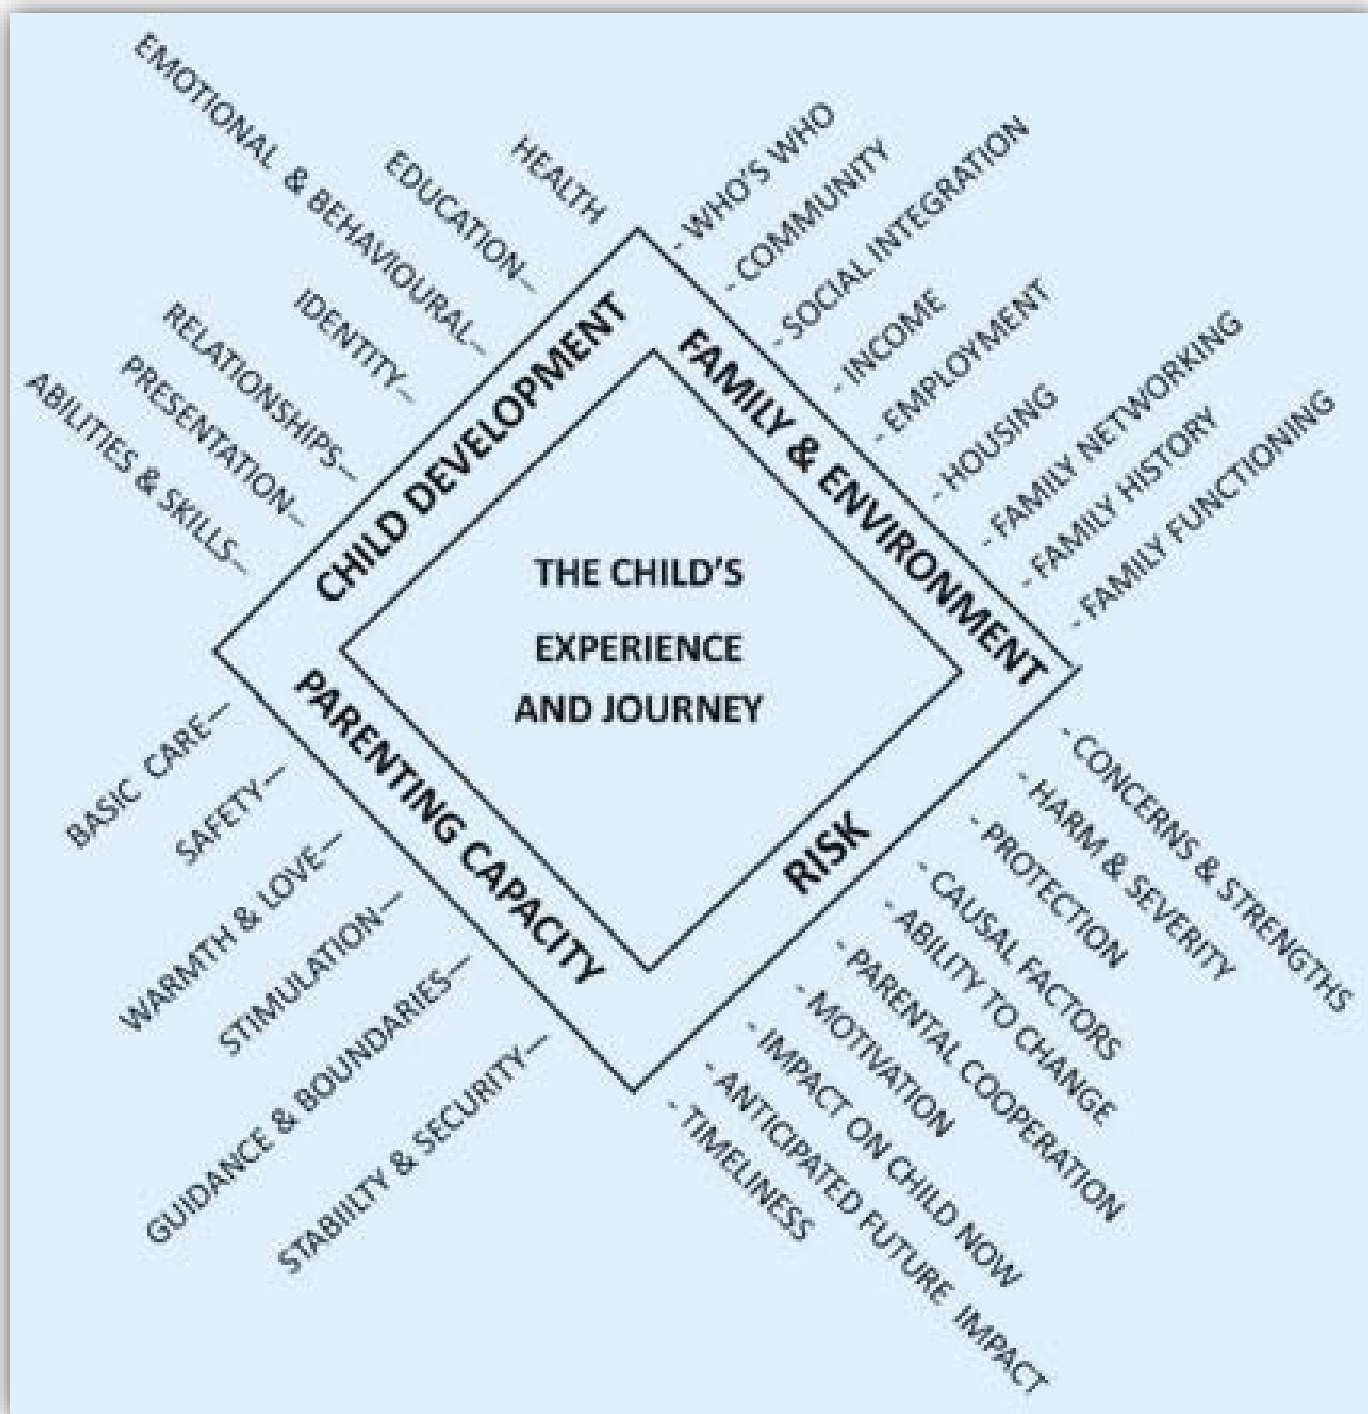 EMOTIONAL & BEHAVIOURAL—
EDUCATION—
HEALTH
IDENTITY—
RELATIONSHIPS—
PRESENTATION—
ABILITIES & SKILLS—
CHILD DEVELOPMENT
- WHO'S WHO
- COMMUNITY
- SOCIAL INTEGRATION
- INCOME
- EMPLOYMENT
- HOUSING
- FAMILY NETWORKING
- FAMILY HISTORY
- FAMILY FUNCTIONING
FAMILY & ENVIRONMENT
THE CHILD'S
EXPERIENCE
AND JOURNEY
PARENTING CAPACITY
BASIC CARE—
SAFETY—
WARMTH & LOVE—
STIMULATION—
GUIDANCE & BOUNDARIES—
STABIILTY & SECURITY—
RISK
- CONCERNS & STRENGTHS
- HARM & SEVERITY
- PROTECTION
- CAUSAL FACTORS
- ABILITY TO CHANGE
- PARENTAL COOPERATION
- MOTIVATION
- IMPACT ON CHILD NOW
- ANTICIPATED FUTURE IMPACT
- TIMELINESS